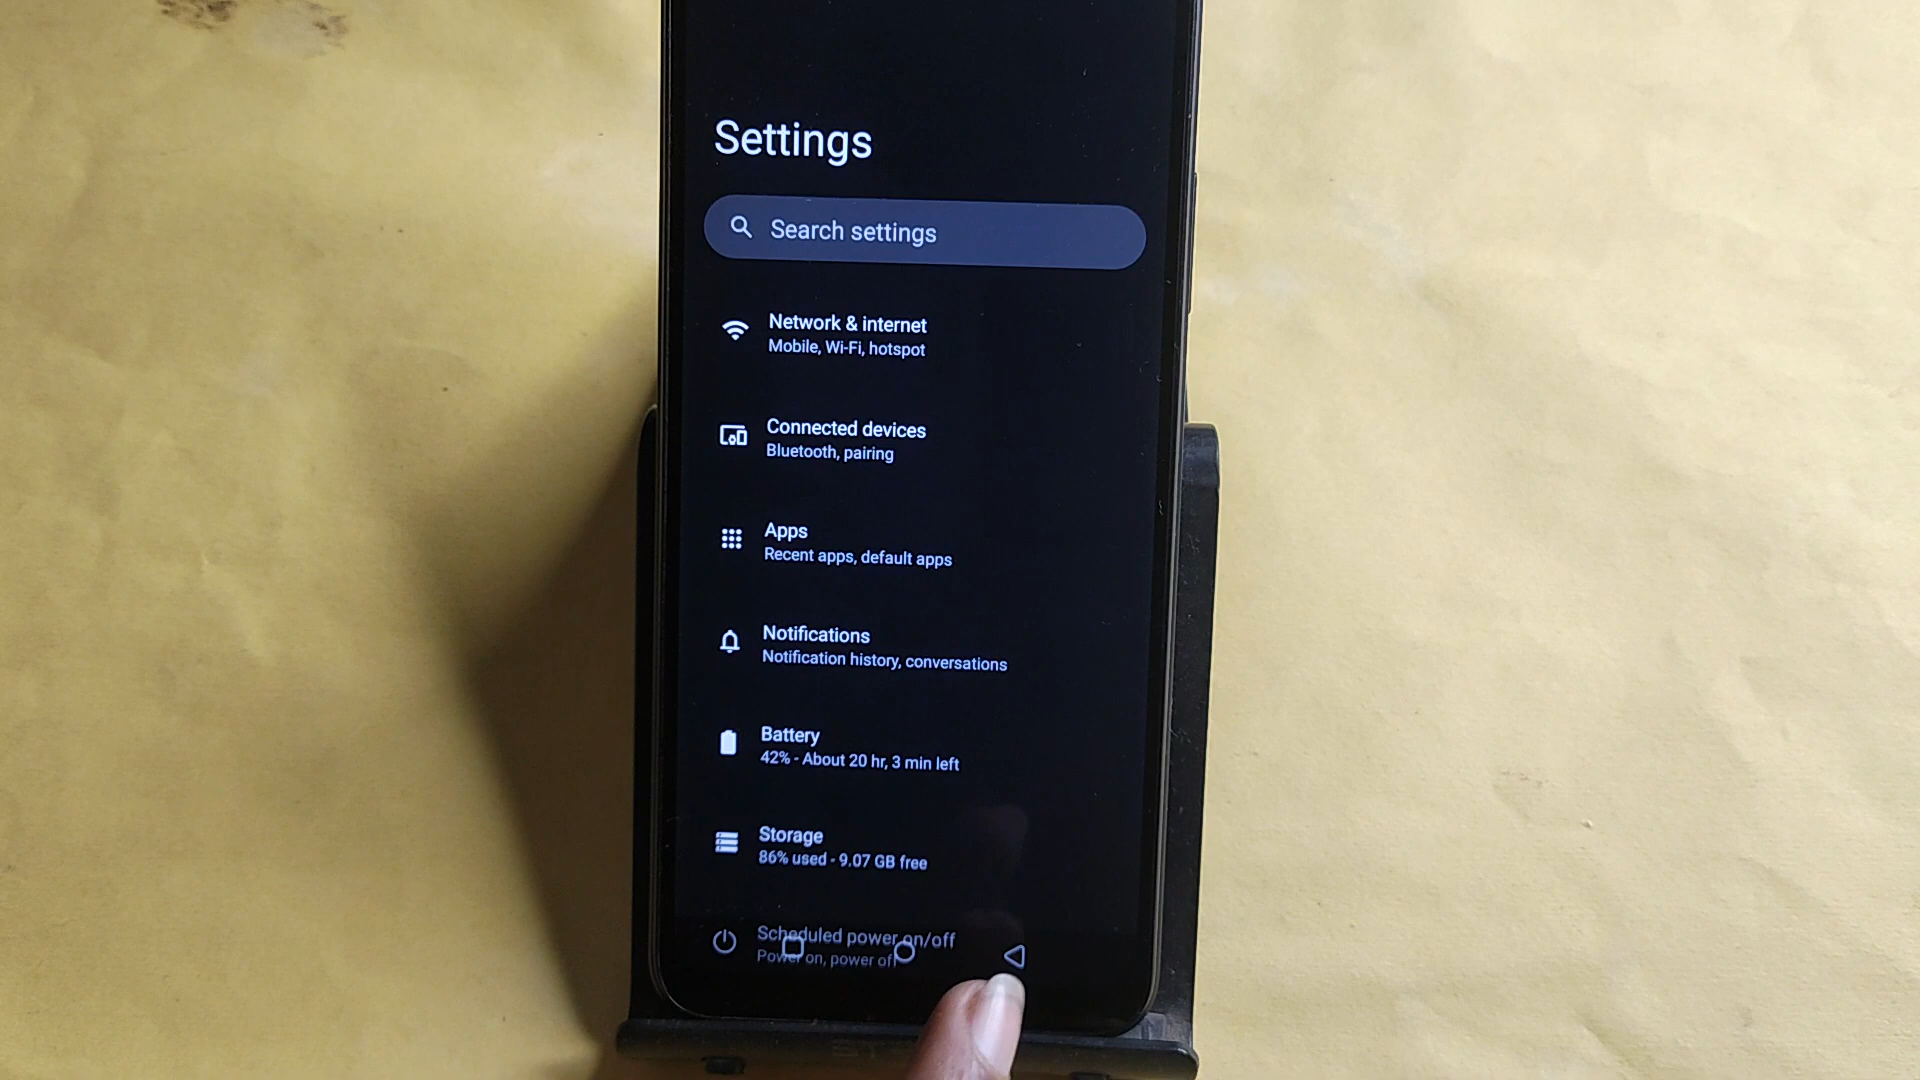 Settings
Search settings
Network & internet
Mobile, Wi-Fi, hotspot
Connected devices
Bluetooth, pairing
Apps
Recent apps, default apps
Notifications
Notification history, conversations
Battery
42% - About 20 hr, 3 min left
Storage
86% used - 9.07 GB free
Scheduled power on/off
Power on, power off